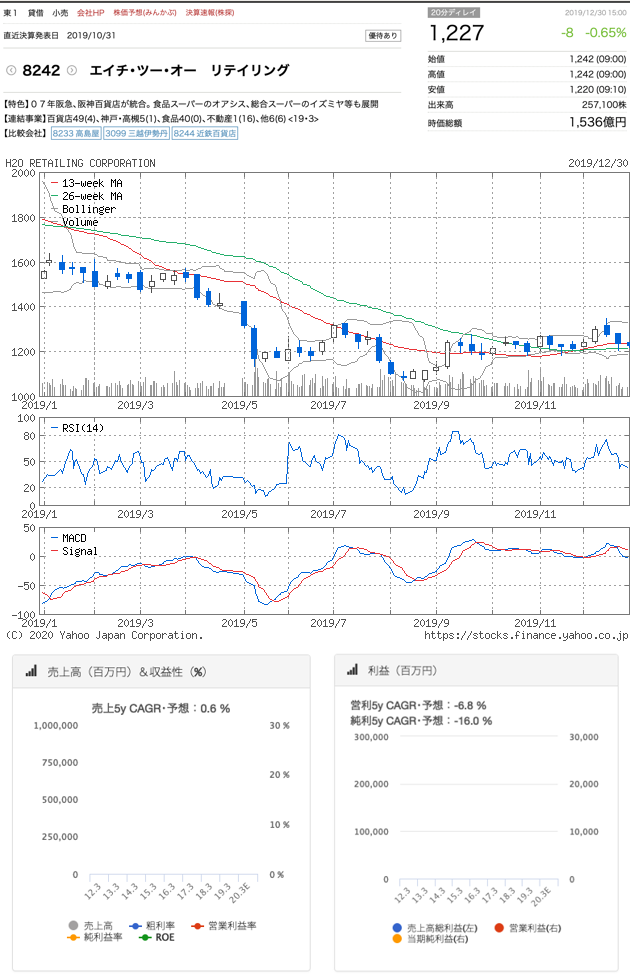 東1 貸借 小売 会社HP 株価予想(みんかぶ) 決算速報(株探)
20分ディレイ 2019/12/30 15:00
直近決算発表日 2019/10/31 優待あり
1,227 -8 -0.65%
8242 エイチ・ツー・オー リテイリング
始値 1,242 (09:00)
高値 1,242 (09:00)
安値 1,220 (09:10)
出来高 257,100株
時価総額 1,536億円
【特色】07年阪急、阪神百貨店が統合。食品スーパーのオアシス、総合スーパーのイズミヤ等も展開
【連結事業】百貨店49(4)、神戸・高槻5(1)、食品40(0)、不動産1(16)、他6(6) <19・3>
【比較会社】 8233 高島屋 3099 三越伊勢丹 8244 近鉄百貨店
H2O RETAILING CORPORATION 2019/12/30
2000
1800
1600
1400
1200
1000
13-week MA
26-week MA
Bollinger
Volume
2019/1 2019/3 2019/5 2019/7 2019/9 2019/11
100
80
50
20
0
RSI(14)
2019/1 2019/3 2019/5 2019/7 2019/9 2019/11
50
0
-50
-100
MACD
Signal
2019/1 2019/3 2019/5 2019/7 2019/9 2019/11
(C) 2020 Yahoo Japan Corporation. https://stocks.finance.yahoo.co.jp
売上高（百万円）＆収益性（%）
売上5y CAGR・予想：0.6 %
1,000,000 30 %
750,000
20 %
500,000
10 %
250,000
0 0 %
12.3 13.3 14.3 15.3 16.3 17.3 18.3 19.3 20.3E
売上高 粗利率 営業利益率
純利益率 ROE
利益（百万円）
営利5y CAGR・予想：-6.8 %
純利5y CAGR・予想：-16.0 %
300,000 30,000
200,000 20,000
100,000 10,000
0 0
12.3 13.3 14.3 15.3 16.3 17.3 18.3 19.3 20.3E
売上高総利益(左) 営業利益(右)
当期純利益(右)